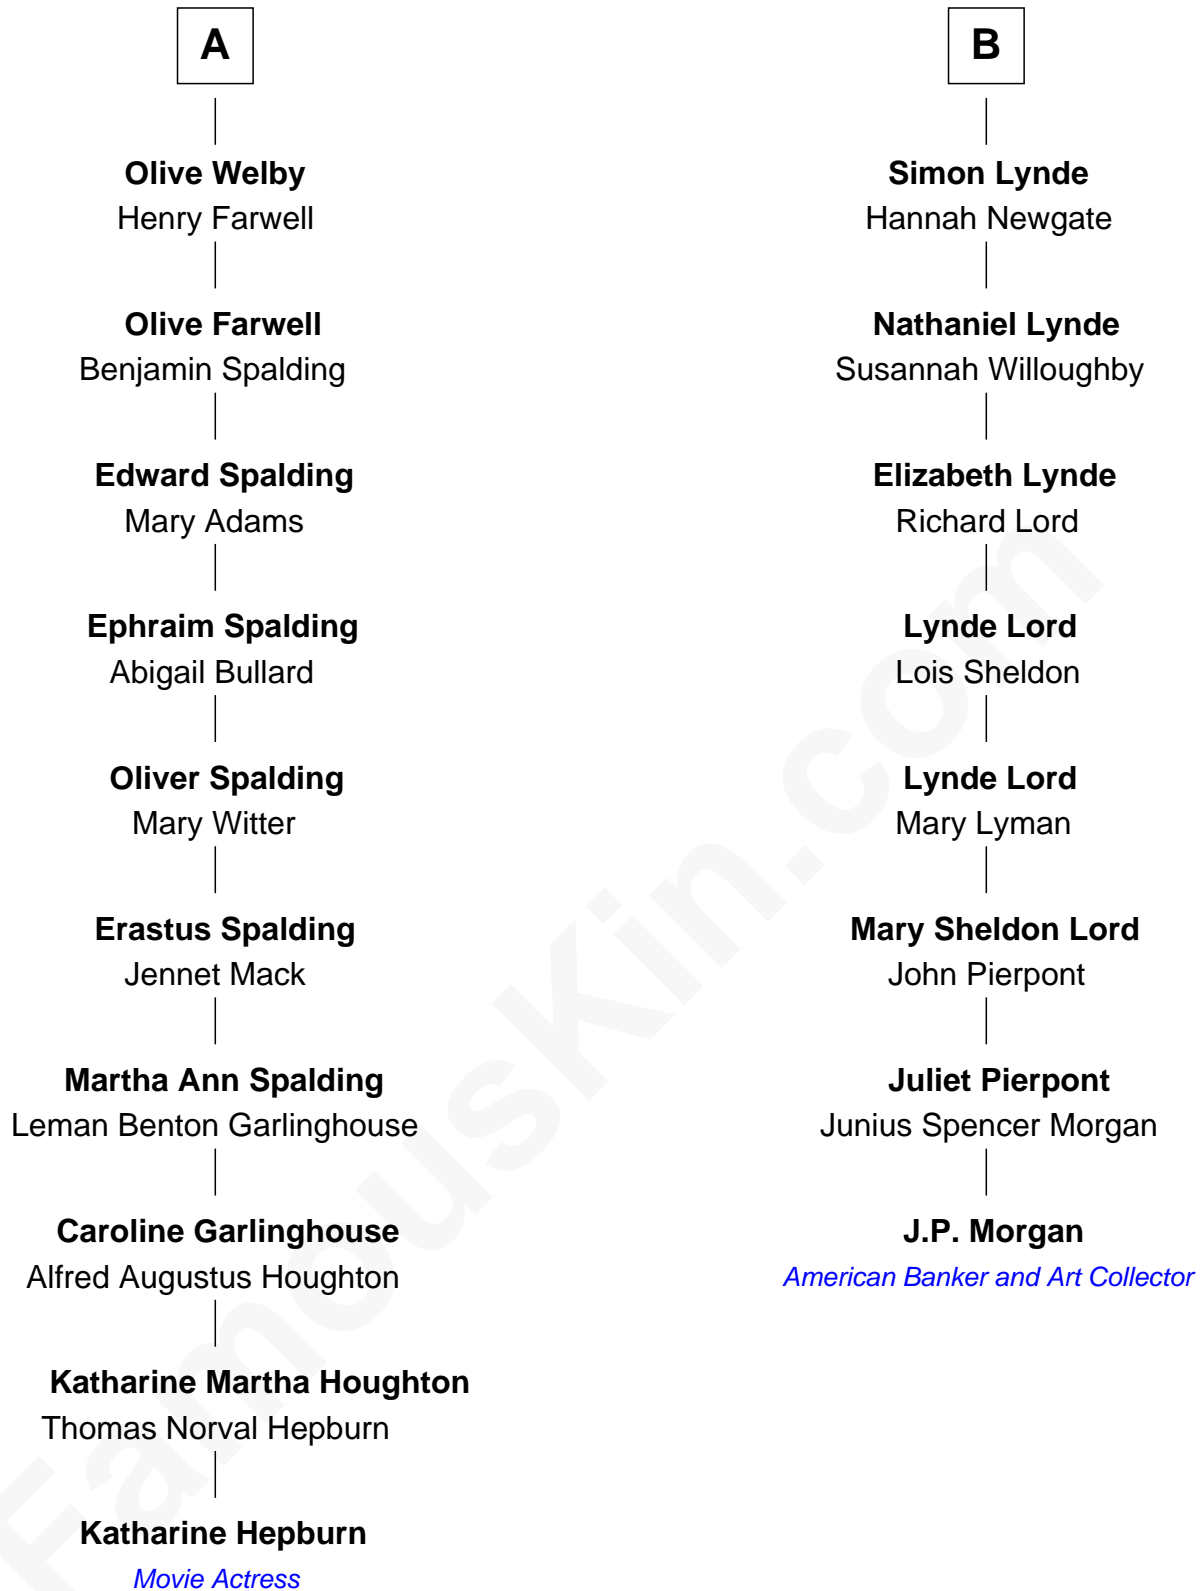 A
Olive Welby
Henry Farwell
Olive Farwell
Benjamin Spalding
Edward Spalding
Mary Adams
Ephraim Spalding
Abigail Bullard
Oliver Spalding
Mary Witter
Erastus Spalding
Jennet Mack
Martha Ann Spalding
Leman Benton Garlinghouse
Caroline Garlinghouse
Alfred Augustus Houghton
Katharine Martha Houghton
Thomas Norval Hepburn
Katharine Hepburn
Movie Actress
B
Simon Lynde
Hannah Newgate
Nathaniel Lynde
Susannah Willoughby
Elizabeth Lynde
Richard Lord
Lynde Lord
Lois Sheldon
Lynde Lord
Mary Lyman
Mary Sheldon Lord
John Pierpont
Juliet Pierpont
Junius Spencer Morgan
J.P. Morgan
American Banker and Art Collector
FamousKin.com